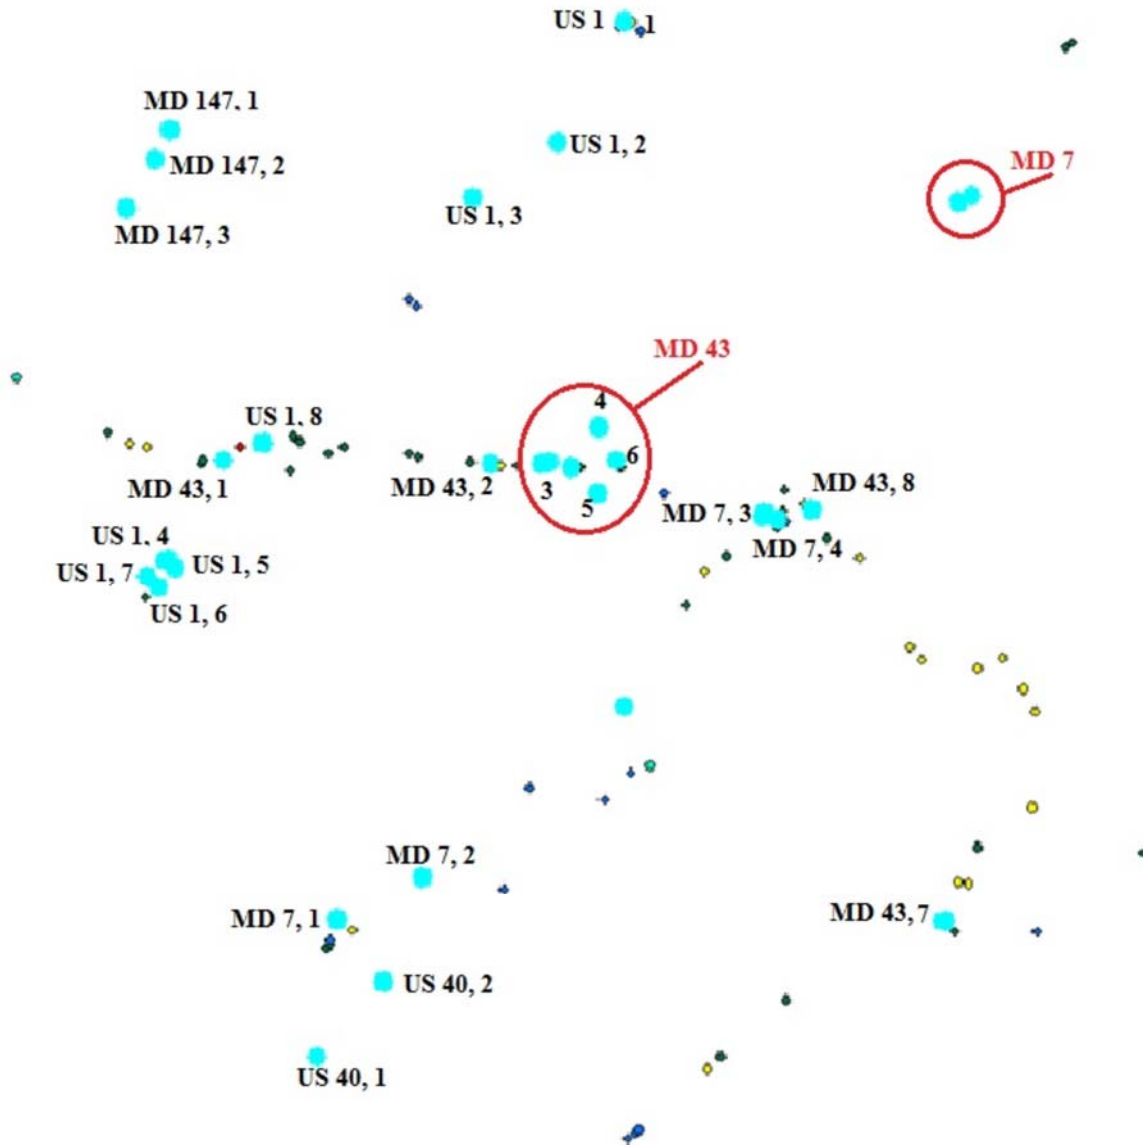 US 1
1
MD 147. 1
MD 147, 2
MD 147, 3
US 1, 2
US 1, 3
MD 7
MD 43
4
US 1. 8
MD 43, 1
MD 43, 2
3
6
5
MD 7, 3
MD 43, 8
MD 7, 4
US 1. 4
US 1, 7
US 1, 5
US 1, 6
MD 7, 2
MD 7, 1
MD 43, 7
US 40, 2
US 40, 1